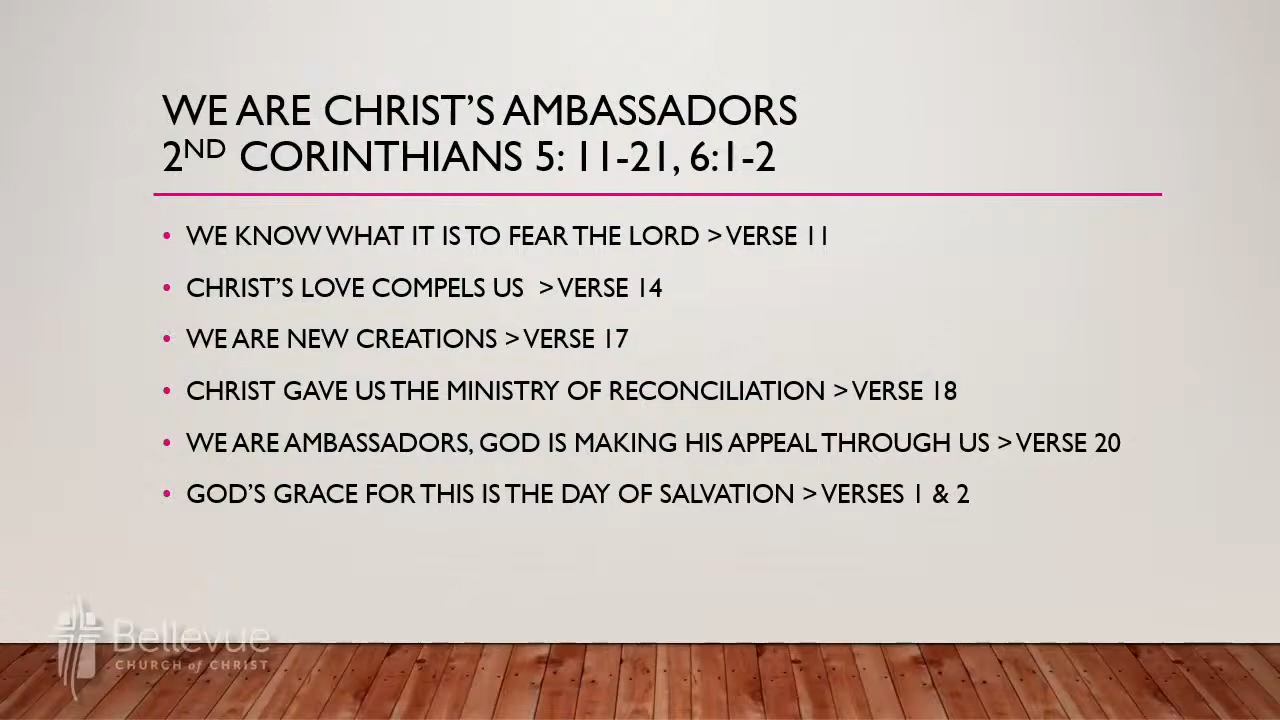 WE ARE CHRIST’S AMBASSADORS
2ND CORINTHIANS 5: 11-21, 6:1-2
• WE KNOW WHAT IT IS TO FEAR THE LORD > VERSE 11
• CHRIST’S LOVE COMPELS US > VERSE 14
• WE ARE NEW CREATIONS > VERSE 17
• CHRIST GAVE US THE MINISTRY OF RECONCILIATION > VERSE 18
• WE ARE AMBASSADORS, GOD IS MAKING HIS APPEAL THROUGH US > VERSE 20
• GOD’S GRACE FOR THIS IS THE DAY OF SALVATION > VERSES 1 & 2
Bellevue
CHURCH of CHRIST